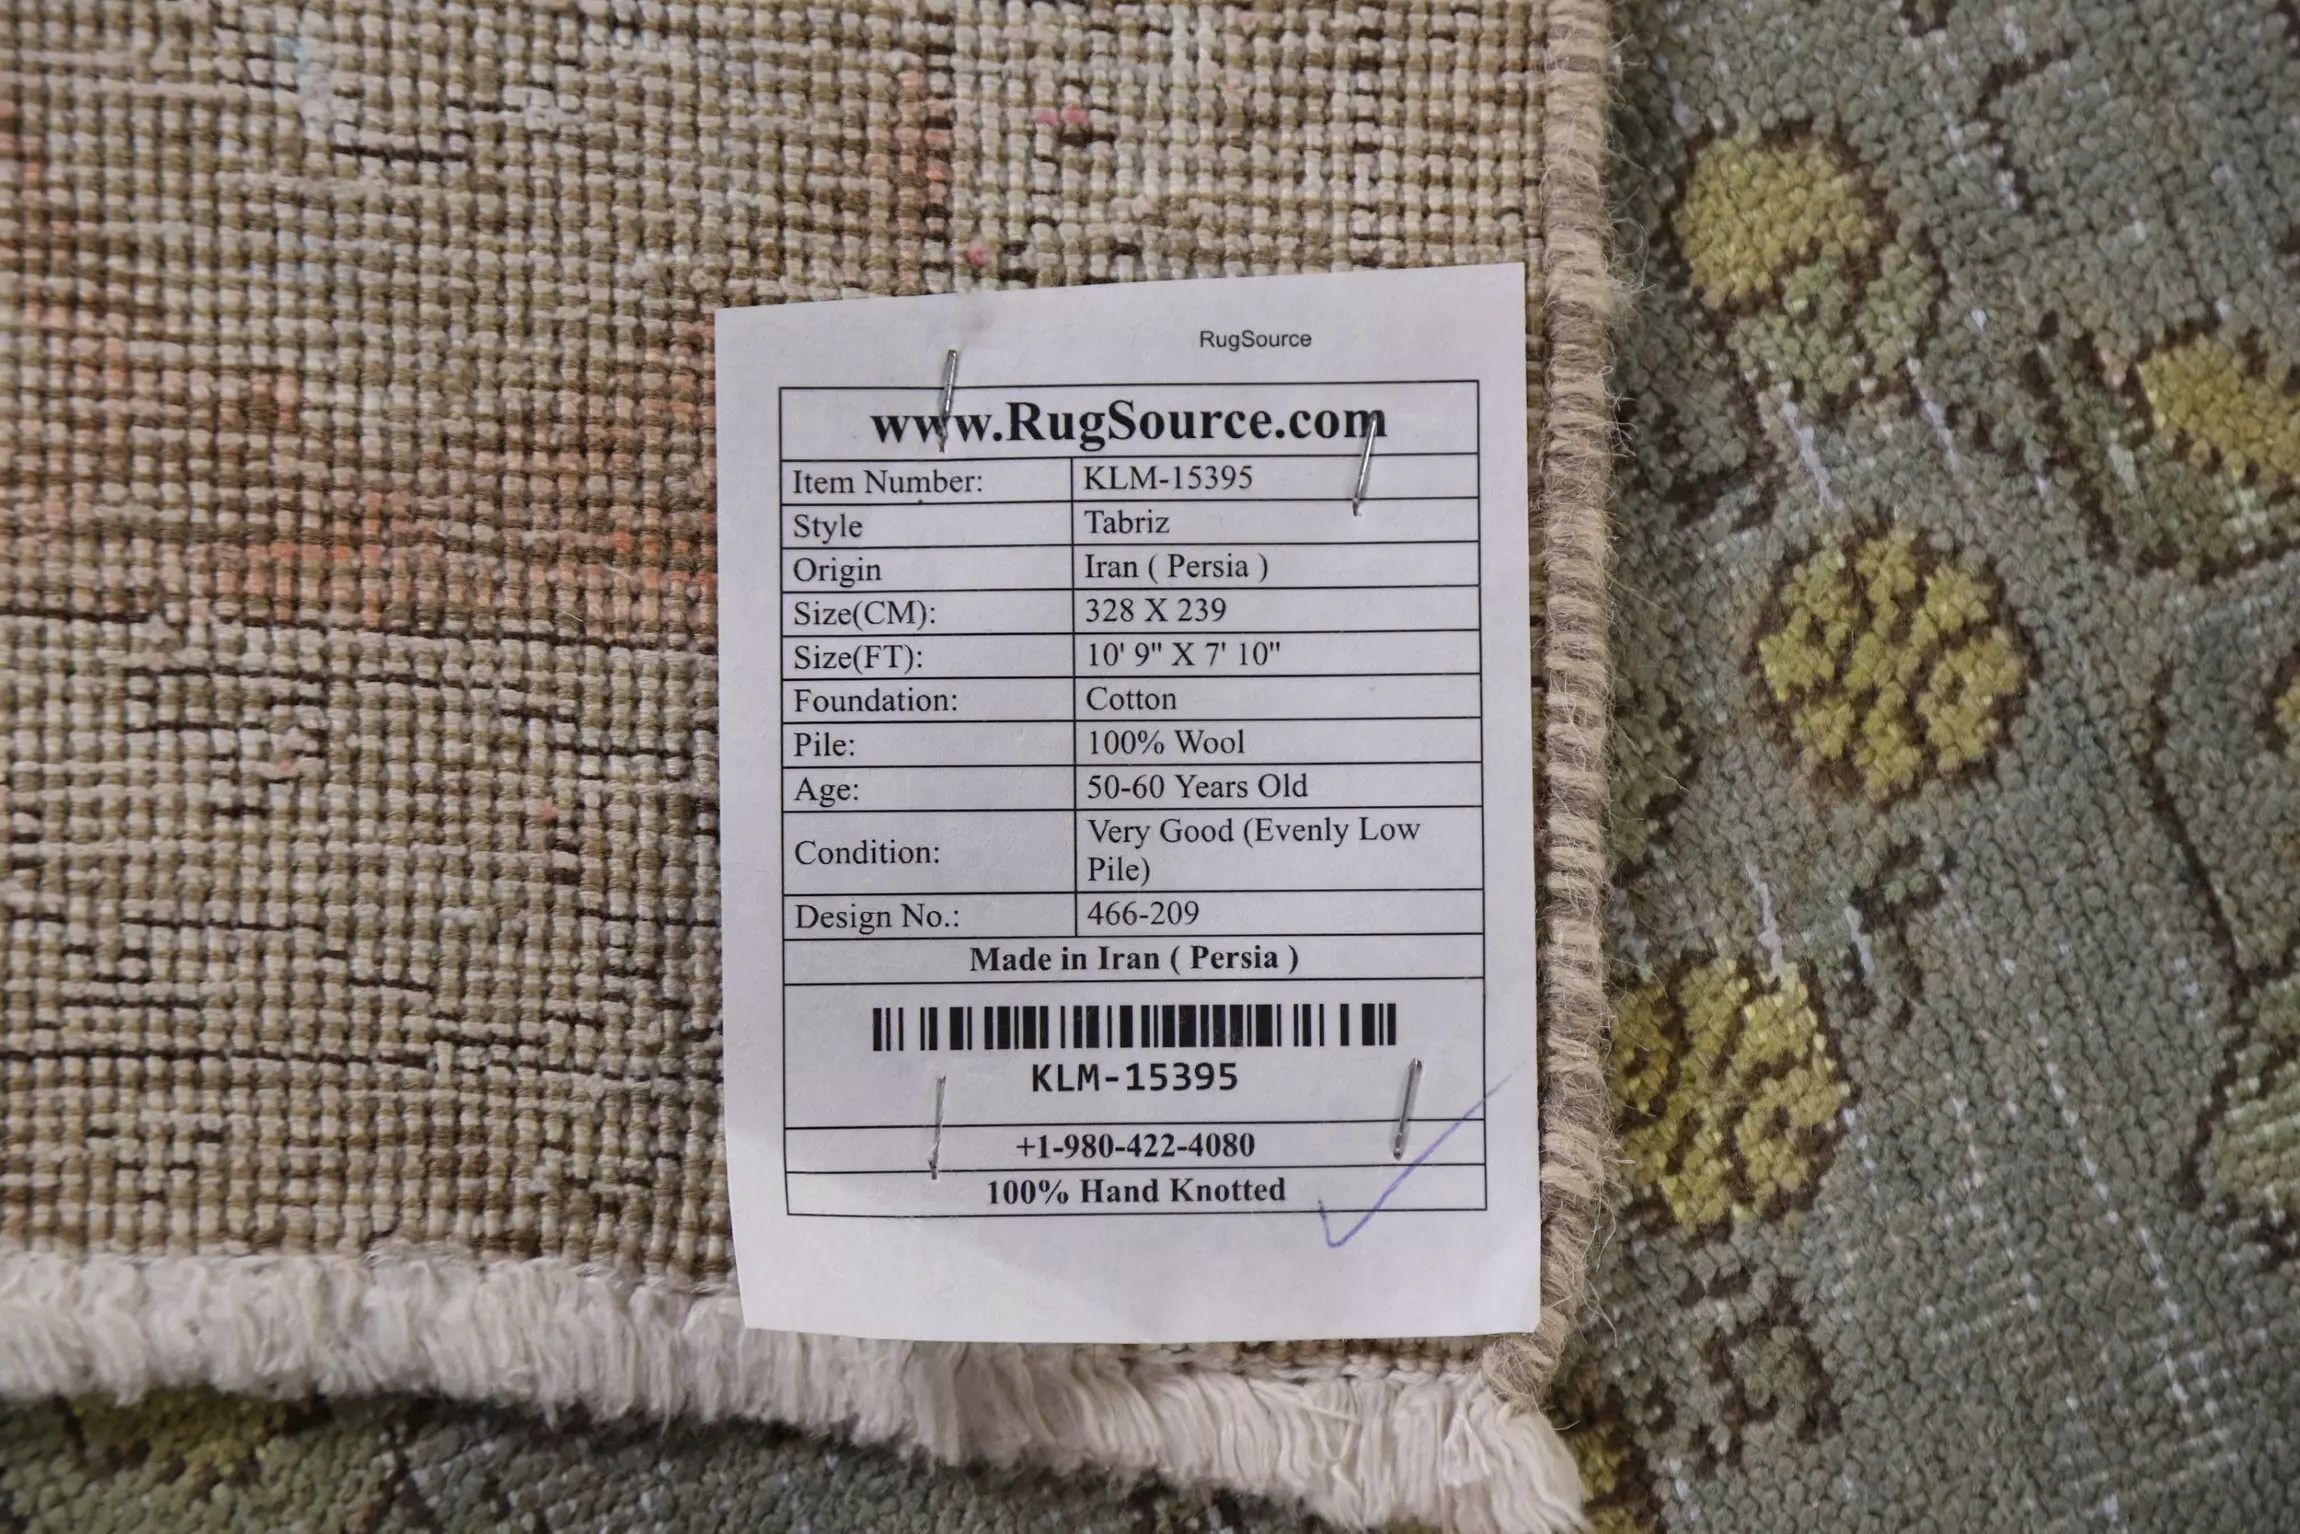 RugSource
www.RugSource.com
Item Number: KLM-15395
Style Tabriz
Origin Iran ( Persia )
Size(CM): 328 X 239
Size(FT): 10' 9" X 7' 10"
Foundation: Cotton
Pile: 100% Wool
Age: 50-60 Years Old
Condition: Very Good (Evenly Low
Pile)
Design No.: 466-209
Made in Iran ( Persia )
KLM-15395
+1-980-422-4080
100% Hand Knotted